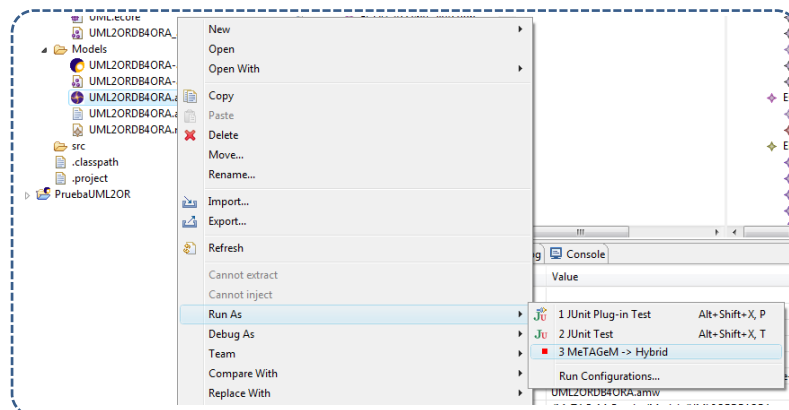 UML.ecore
UML2ORDB4ORA_
Models
UML2ORDB4ORA-
UML2ORDB4ORA-
UML2ORDB4ORA.a
UML2ORDB4ORA.a
UML2ORDB4ORA.r
src
.classpath
.project
PruebaUML2OR
New
Open
Open With
Copy
Paste
Delete
Move...
Rename...
Import...
Export...
Refresh
Cannot extract
Cannot inject
Run As
Debug As
Team
Compare With
Replace With
E
E
Console
Value
1 JUnit Plug-in Test Alt+Shift+X, P
2 JUnit Test Alt+Shift+X, T
3 MeTAGeM -> Hybrid
Run Configurations...
UML2ORDB4ORA.amw